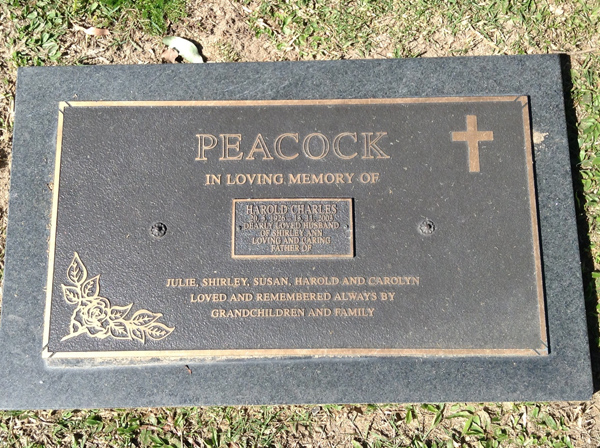 PEACOCK
IN LOVING MEMORY OF
HAROLD CHARLES
DEARLY LOVED HUSBAND
OF SHIRLEY ANN
LOVING AND CARING
FATHER OF
JULIE, SHIRLEY, SUSAN, HAROLD AND CAROLYN
LOVED AND REMEMBERED ALWAYS BY
GRANDCHILDREN AND FAMILY